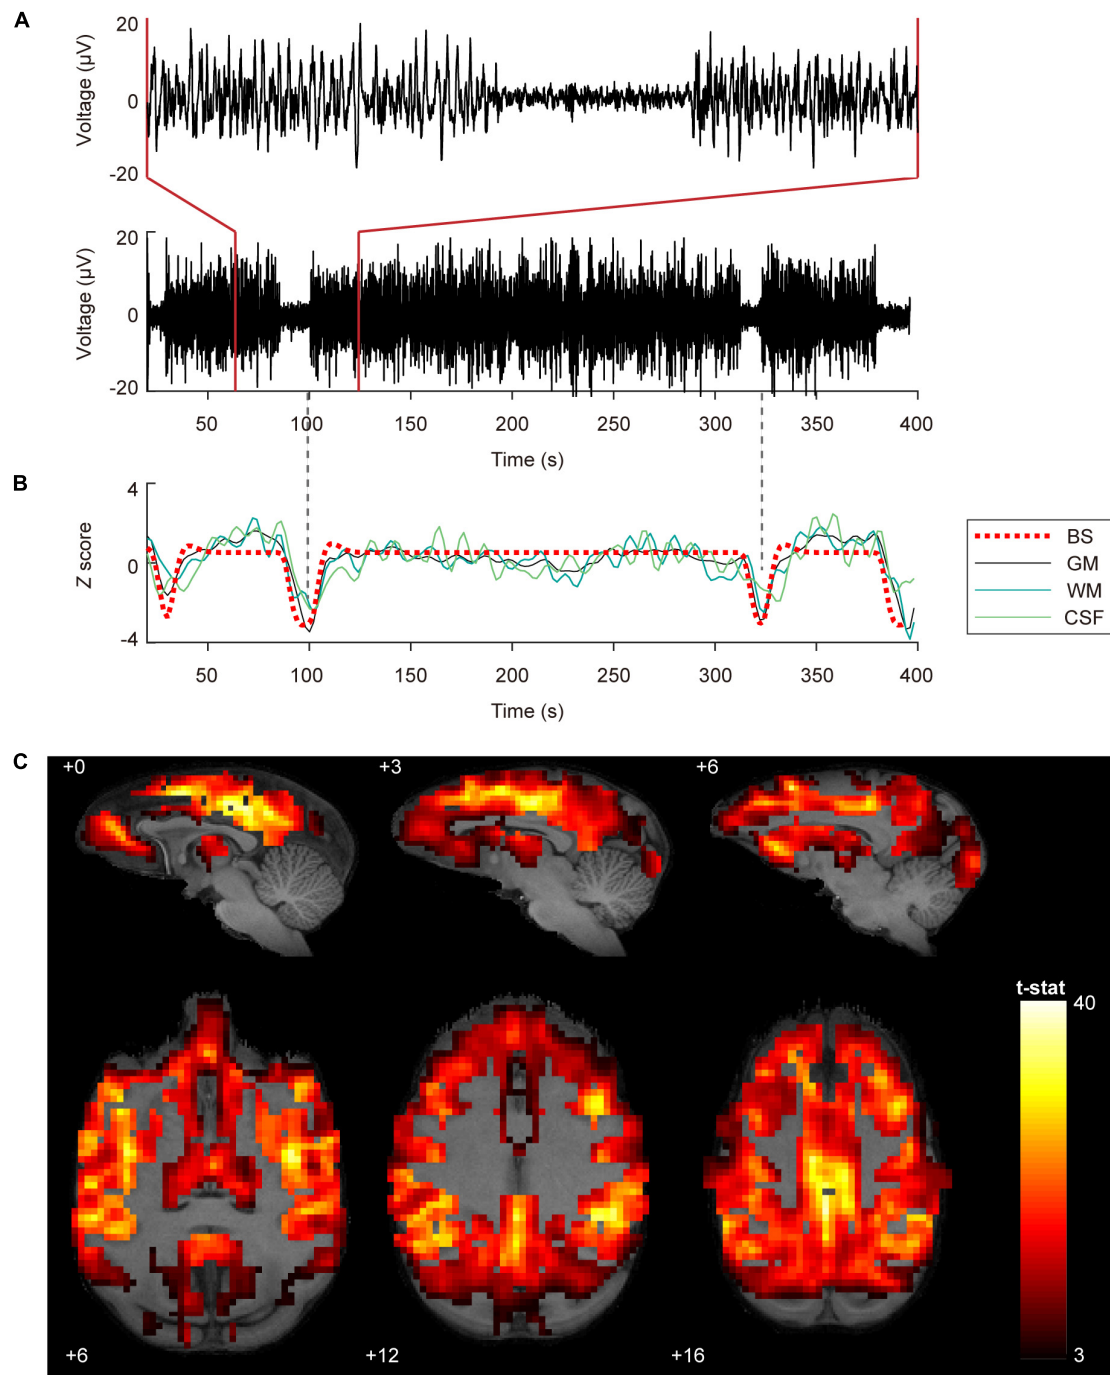 A
Voltage (μV)
20
0
-20
Voltage (μV)
20
0
-20
50 100 150 200 250 300 350 400
Time (s)
B
Z score
4
0
-4
50 100 150 200 250 300 350 400
Time (s)
BS
GM
WM
CSF
C
+0 +3 +6
t-stat
40
3
+6 +12 +16